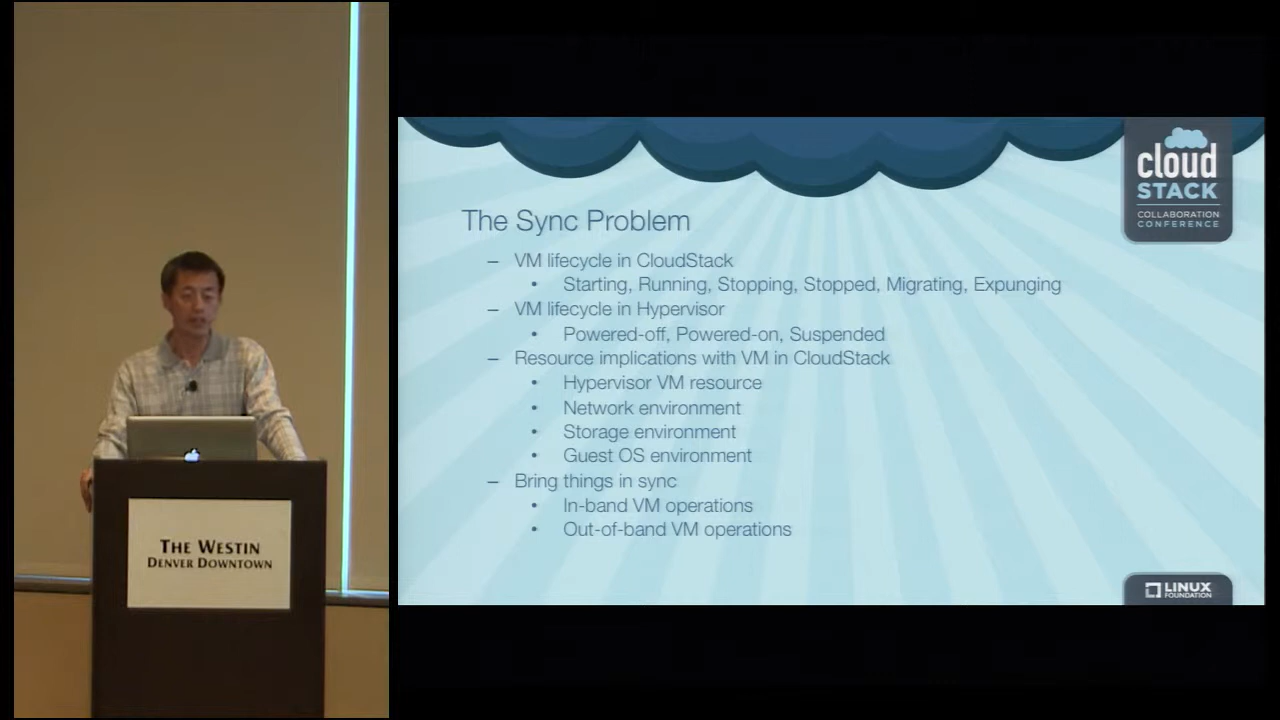 The Sync Problem
– VM lifecycle in CloudStack
• Starting, Running, Stopping, Stopped, Migrating, Expunging
– VM lifecycle in Hypervisor
• Powered-off, Powered-on, Suspended
– Resource implications with VM in CloudStack
• Hypervisor VM resource
• Network environment
• Storage environment
• Guest OS environment
– Bring things in sync
• In-band VM operations
• Out-of-band VM operations
cloud
STACK
COLLABORATION
CONFERENCE
LINUX
FOUNDATION
THE WESTIN
DENVER DOWNTOWN